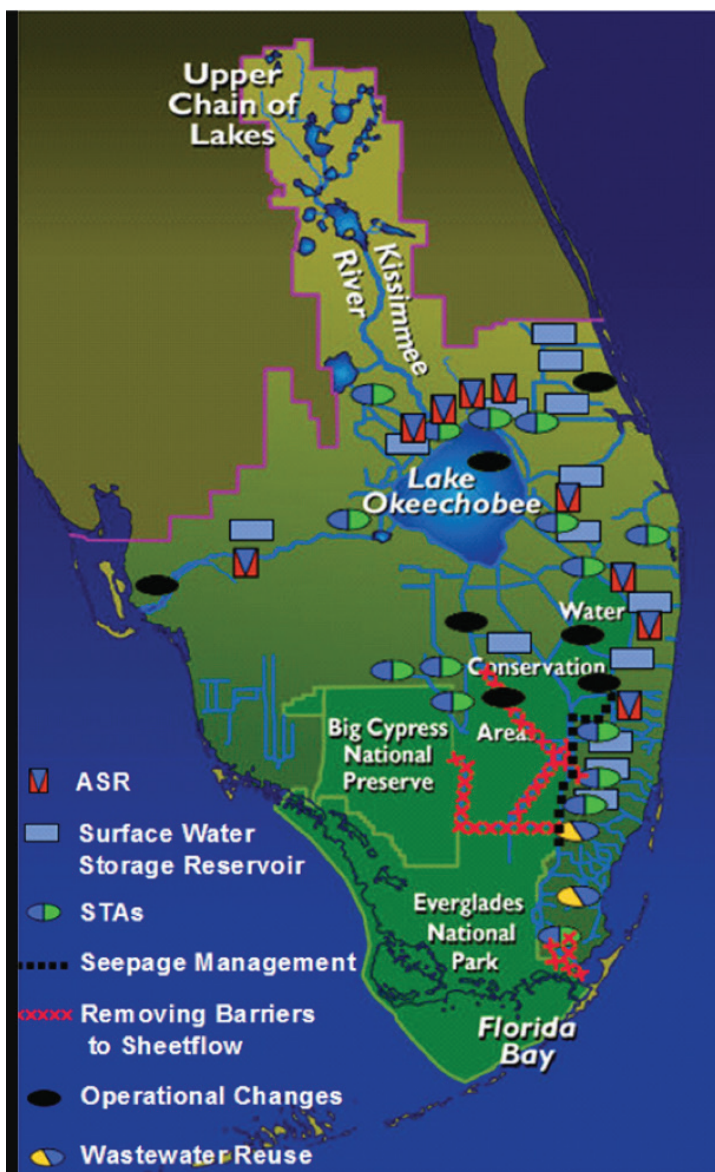 Upper
Chain of
Lakes
Kissimmee
River
Lake
Okeechobee
Water
Conservation
Areas
Big Cypress
National
Preserve
Everglades
National
Park
Florida
Bay
ASR
Surface Water
Storage Reservoir
STAs
Seepage Management
Removing Barriers
to Sheetflow
Operational Changes
Wastewater Reuse